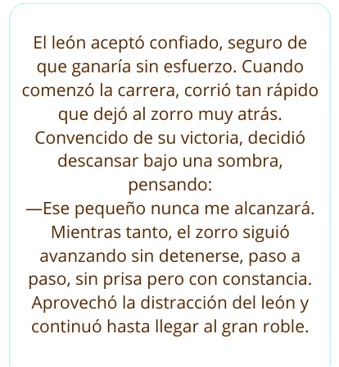 El león aceptó confiado, seguro de
que ganaría sin esfuerzo. Cuando
comenzó la carrera, corrió tan rápido
que dejó al zorro muy atrás.
Convencido de su victoria, decidió
descansar bajo una sombra,
pensando:
—Ese pequeño nunca me alcanzará.
Mientras tanto, el zorro siguió
avanzando sin detenerse, paso a
paso, sin prisa pero con constancia.
Aprovechó la distracción del león y
continuó hasta llegar al gran roble.